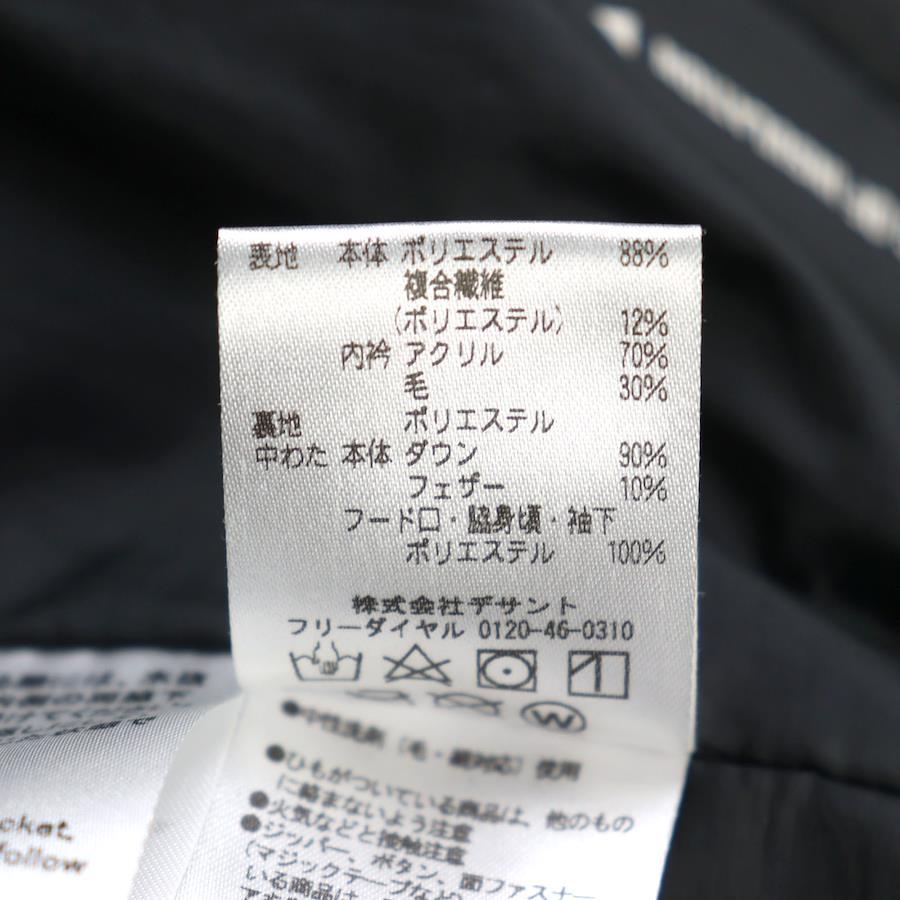 表地 本体 ポリエステル 88%
複合繊維
(ポリエステル) 12%
内衿 アクリル 70%
毛 30%
裏地 ポリエステル
中わた 本体 ダウン 90%
フェザー 10%
フード口・脇身頃・袖下
ポリエステル 100%
株式会社デサント
フリーダイヤル 0120-46-0310
W
●中性洗剤(毛・絹対応)使用
●ひもがついている商品は、他のもの
に絡まないよう注意
●火気などと接触注意
●ジッパー、ボタン、面ファスナー
(マジックテープなど)
いる商品は
cket,
follow